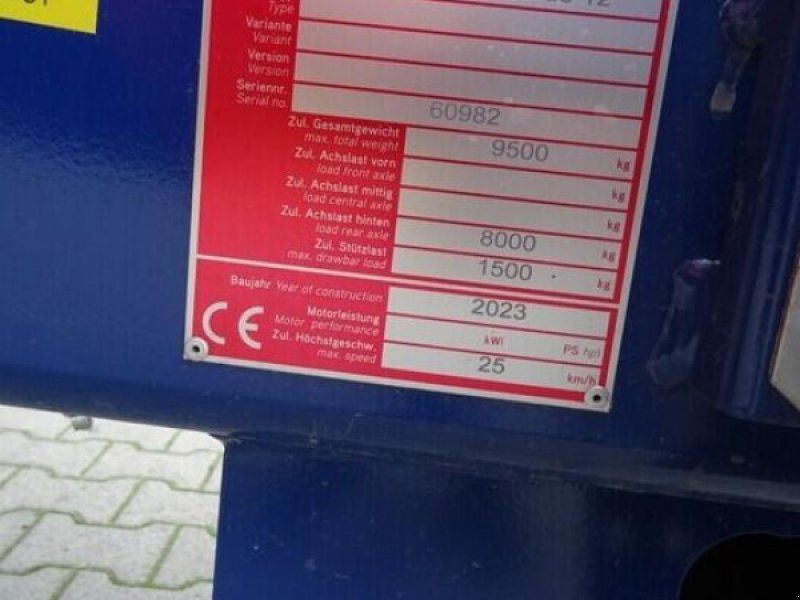 Type
Variante
Variant
Version
Version
Seriennr.
Serial no. 60982
Zul. Gesamtgewicht
max. total weight 9500 kg
Zul. Achslast vorn
load front axle kg
Zul. Achslast mittig
load central axle kg
Zul. Achslast hinten
load rear axle 8000 kg
Zul. Stützlast
max. drawbar load 1500 kg
Baujahr Year of construction 2023
Motorleistung
Motor performance kW/ PS hp)
Zul. Höchstgeschw.
max. speed 25 km/h
CE